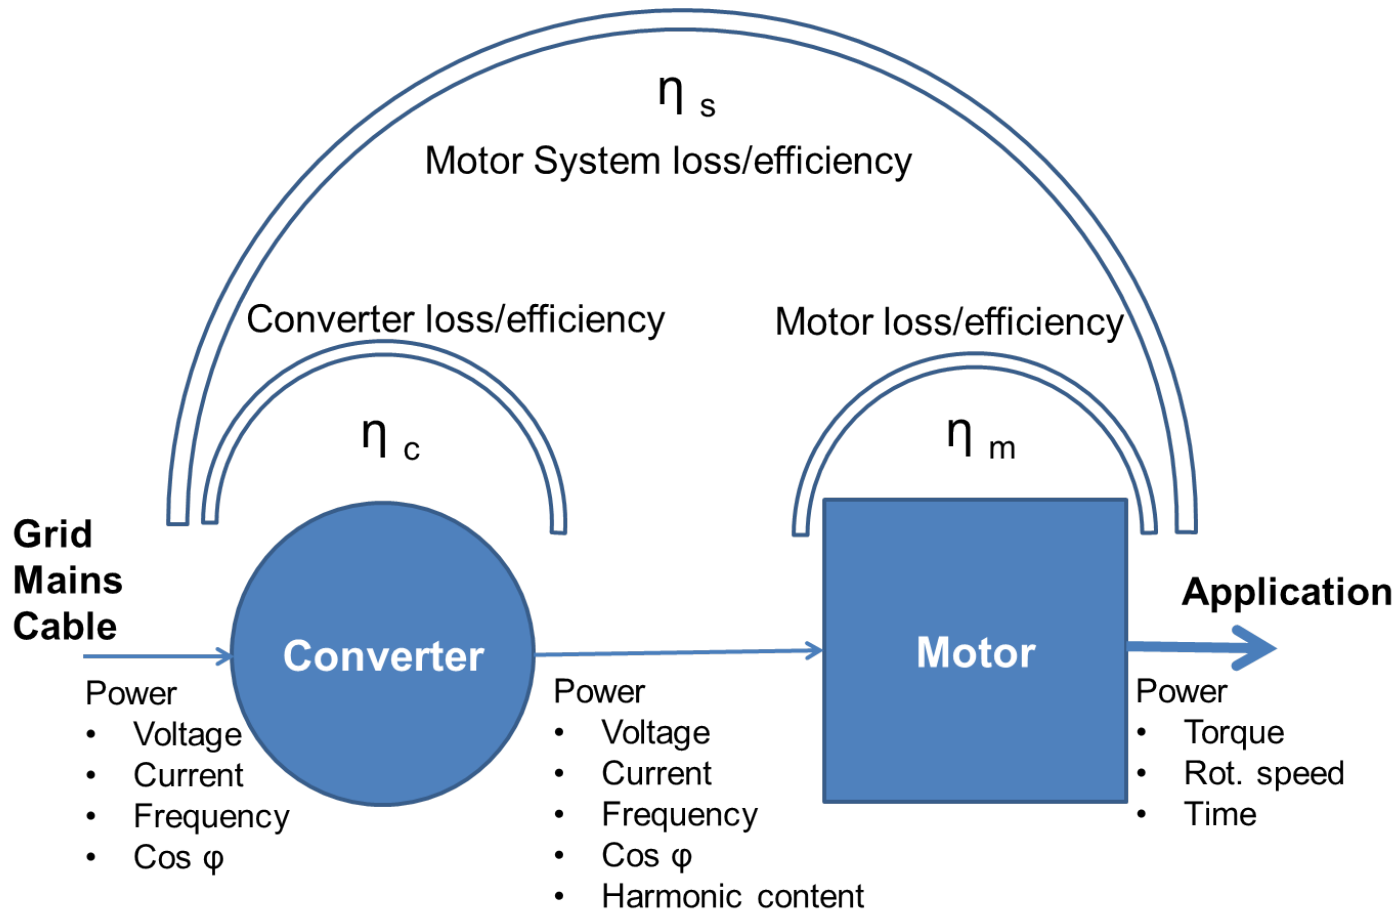 η s
Motor System loss/efficiency
Converter loss/efficiency
Motor loss/efficiency
η c
η m
Grid
Mains
Cable
Application
Converter
Motor
Power
• Voltage
• Current
• Frequency
• Cos φ
Power
• Voltage
• Current
• Frequency
• Cos φ
• Harmonic content
Power
• Torque
• Rot. speed
• Time